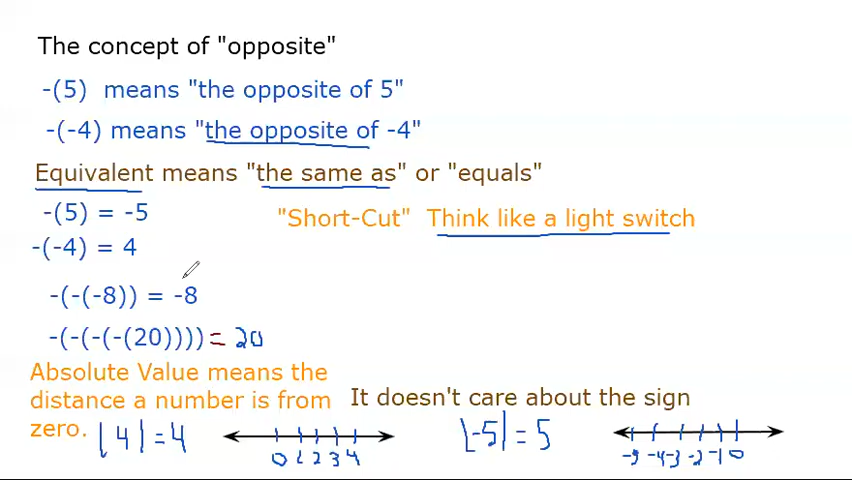 The concept of "opposite"
-(5) means "the opposite of 5"
-(-4) means "the opposite of -4"
Equivalent means "the same as" or "equals"
-(5) = -5
"Short-Cut" Think like a light switch
-(-4) = 4
-(-(-8)) = -8
-(-(-(-(20)))) = 20
Absolute Value means the
distance a number is from
zero.
It doesn't care about the sign
|4| = 4
0 1 2 3 4
|-5| = 5
-5 -4 -3 -2 -1 0